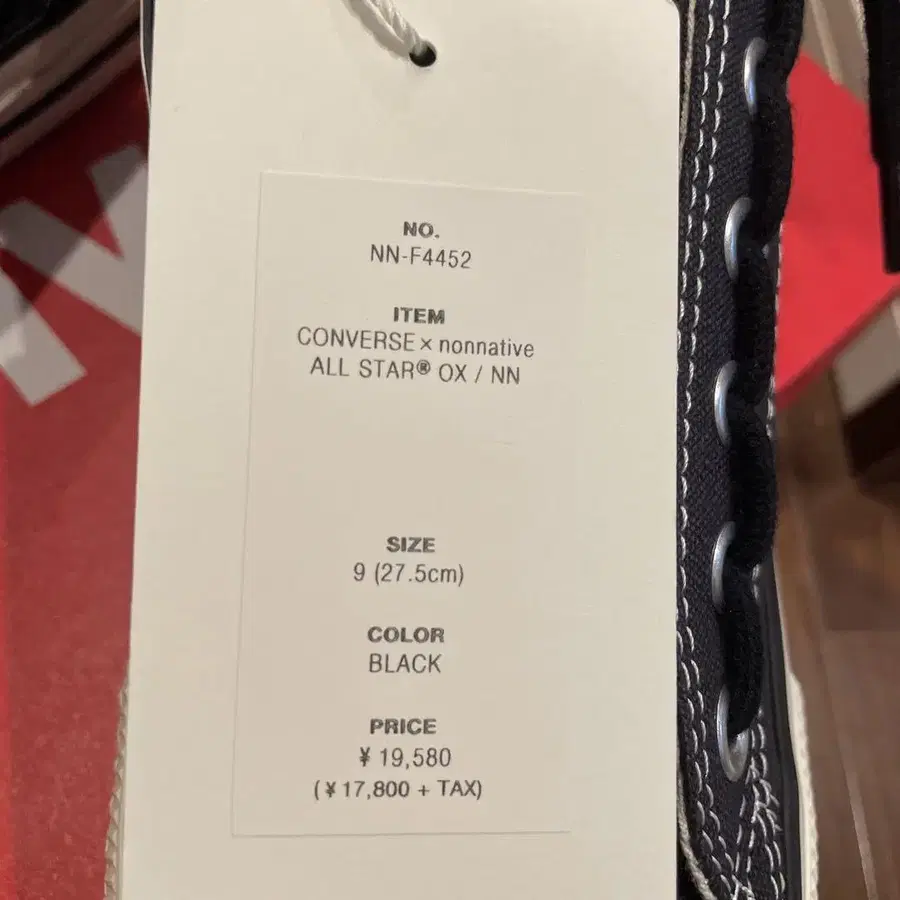 NO.
NN-F4452
ITEM
CONVERSE × nonnative
ALL STAR® OX / NN
SIZE
9 (27.5cm)
COLOR
BLACK
PRICE
¥ 19,580
(¥17,800 + TAX)